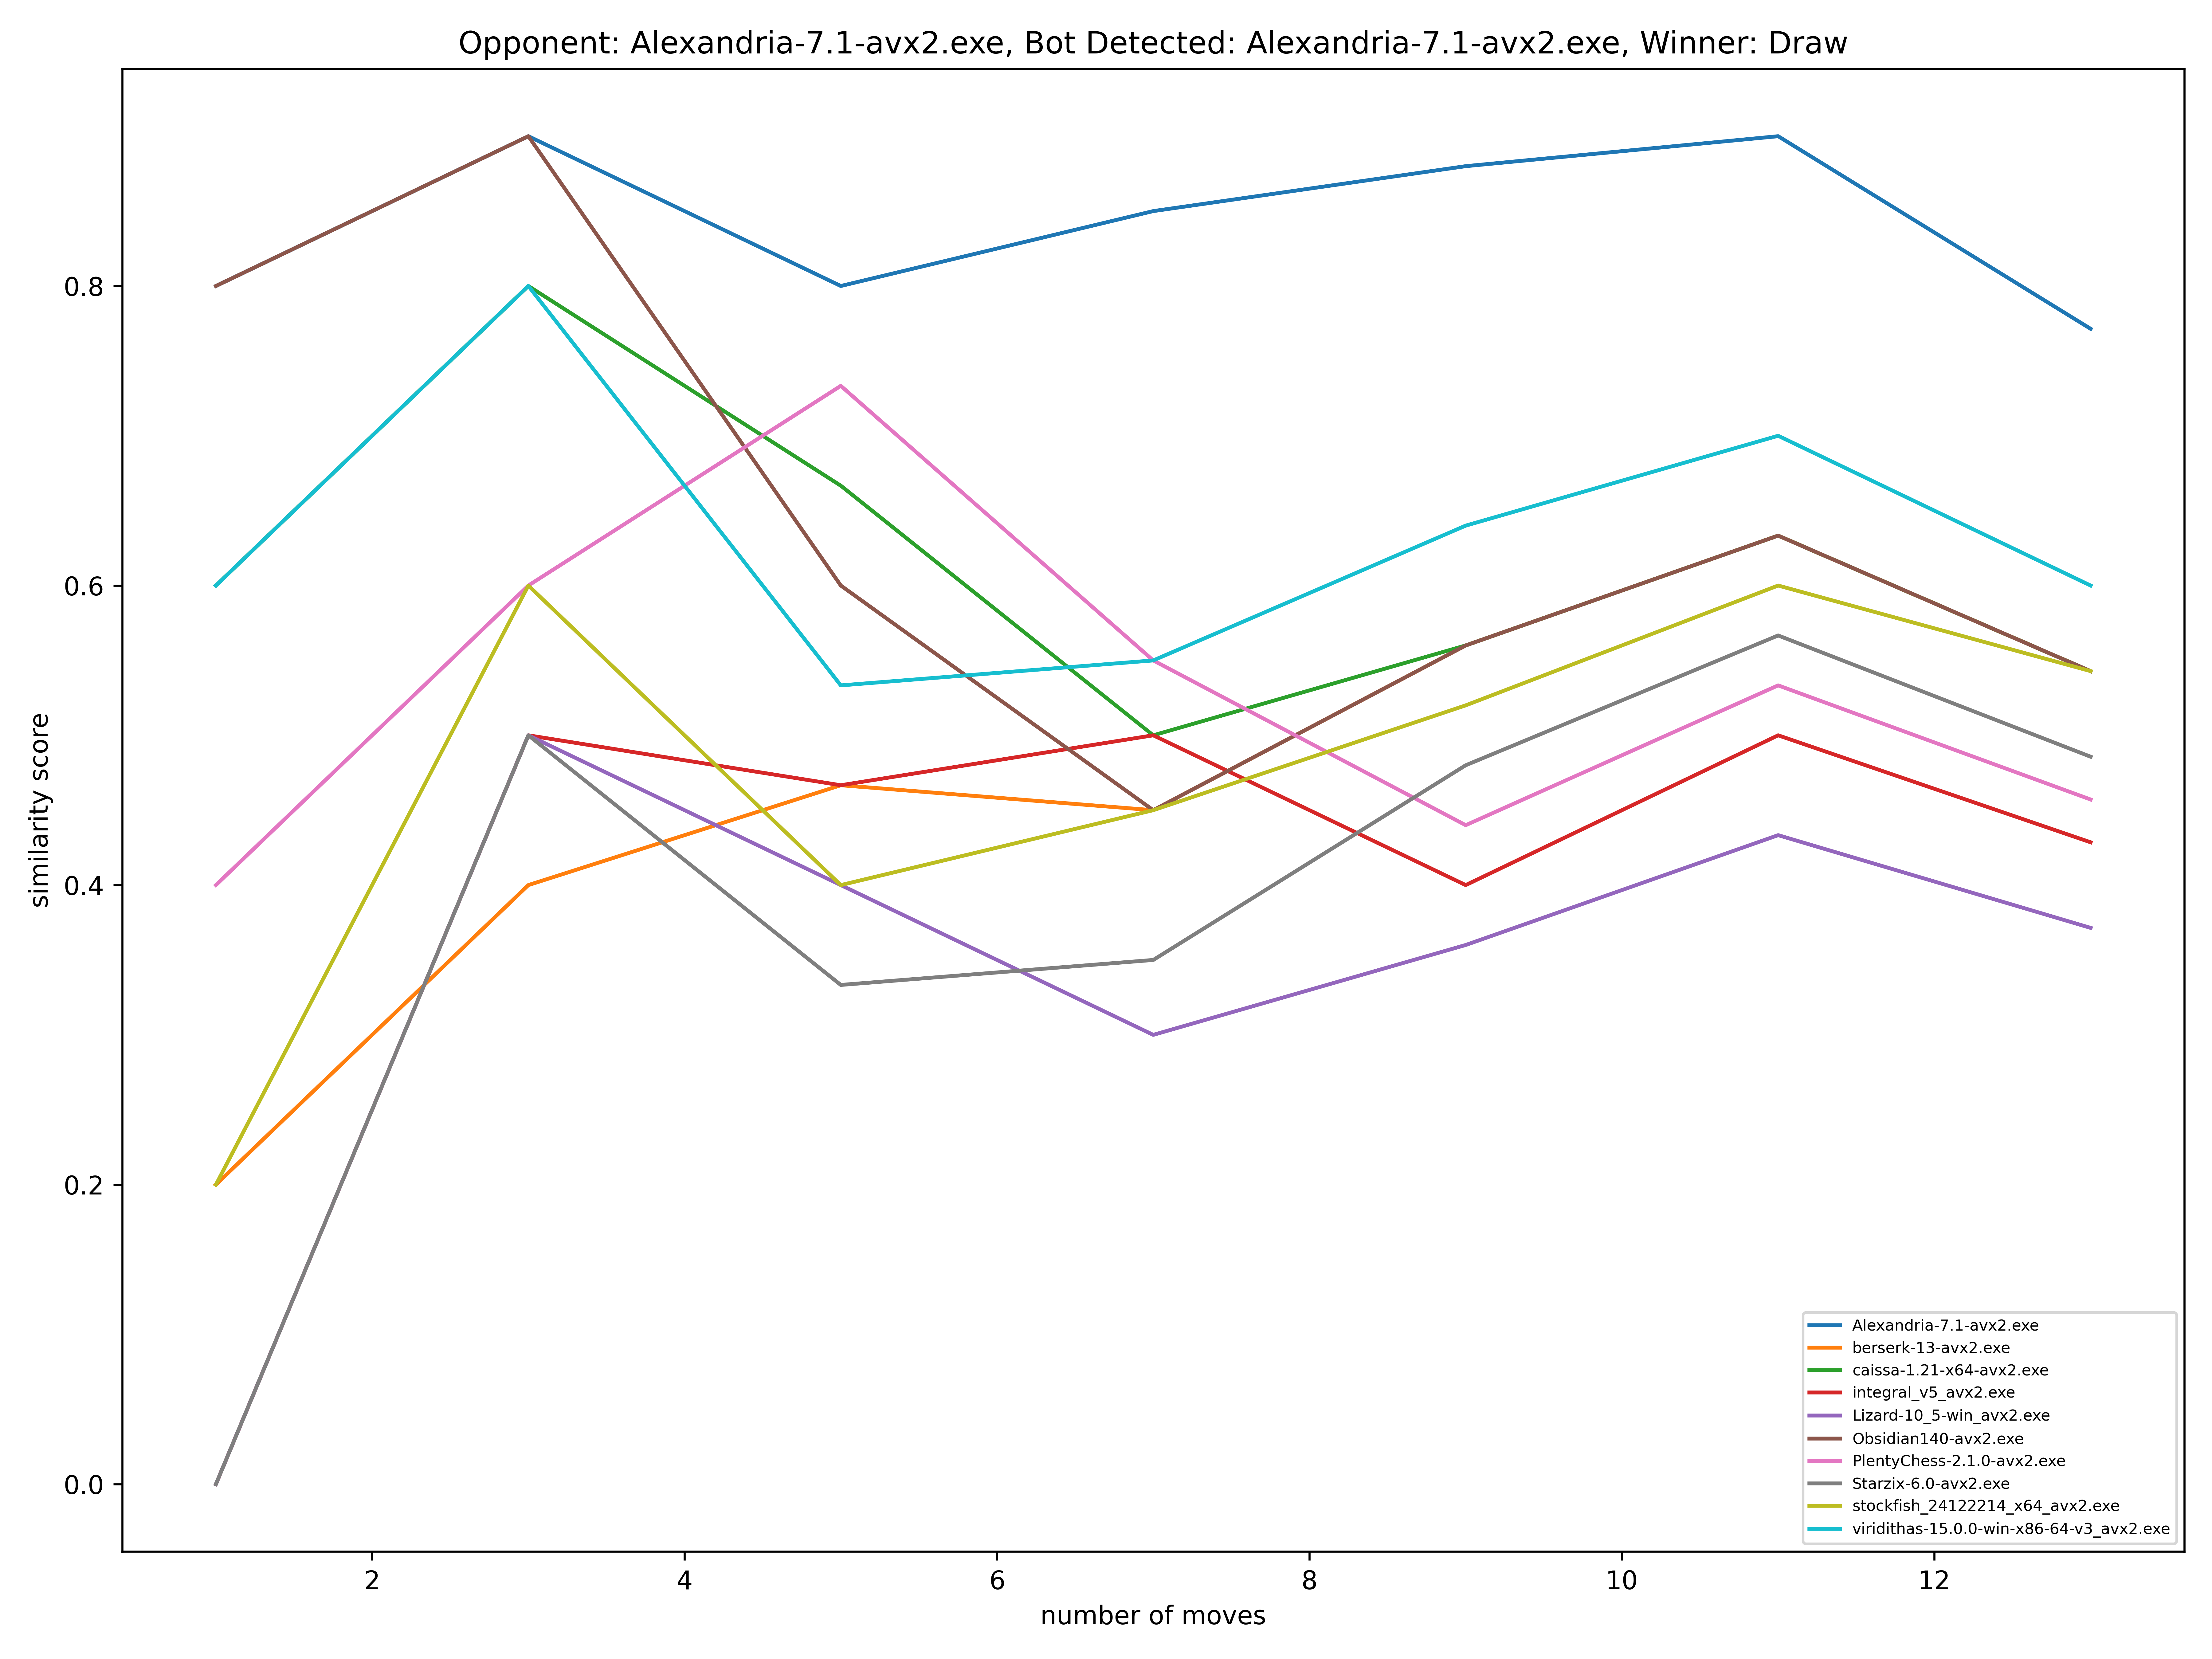 Opponent: Alexandria-7.1-avx2.exe, Bot Detected: Alexandria-7.1-avx2.exe, Winner: Draw
0.8
0.6
0.4
0.2
0.0
similarity score
2 4 6 8 10 12
number of moves
Alexandria-7.1-avx2.exe
berserk-13-avx2.exe
caissa-1.21-x64-avx2.exe
integral_v5_avx2.exe
Lizard-10_5-win_avx2.exe
Obsidian140-avx2.exe
PlentyChess-2.1.0-avx2.exe
Starzix-6.0-avx2.exe
stockfish_24122214_x64_avx2.exe
viridithas-15.0.0-win-x86-64-v3_avx2.exe